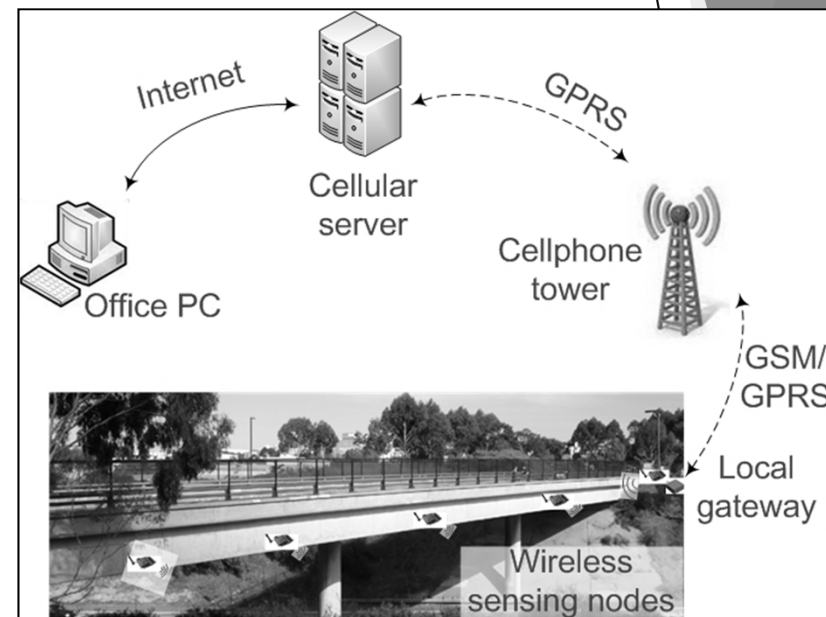 Internet
GPRS
Cellular
server
Cellphone
tower
Office PC
GSM/
GPRS
Local
gateway
Wireless
sensing nodes